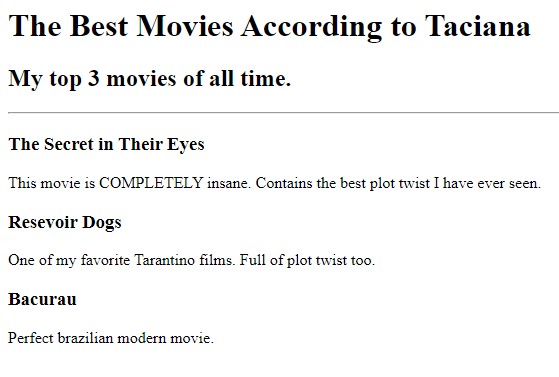 The Best Movies According to Taciana
My top 3 movies of all time.
The Secret in Their Eyes
This movie is COMPLETELY insane. Contains the best plot twist I have ever seen.
Resevoir Dogs
One of my favorite Tarantino films. Full of plot twist too.
Bacurau
Perfect brazilian modern movie.